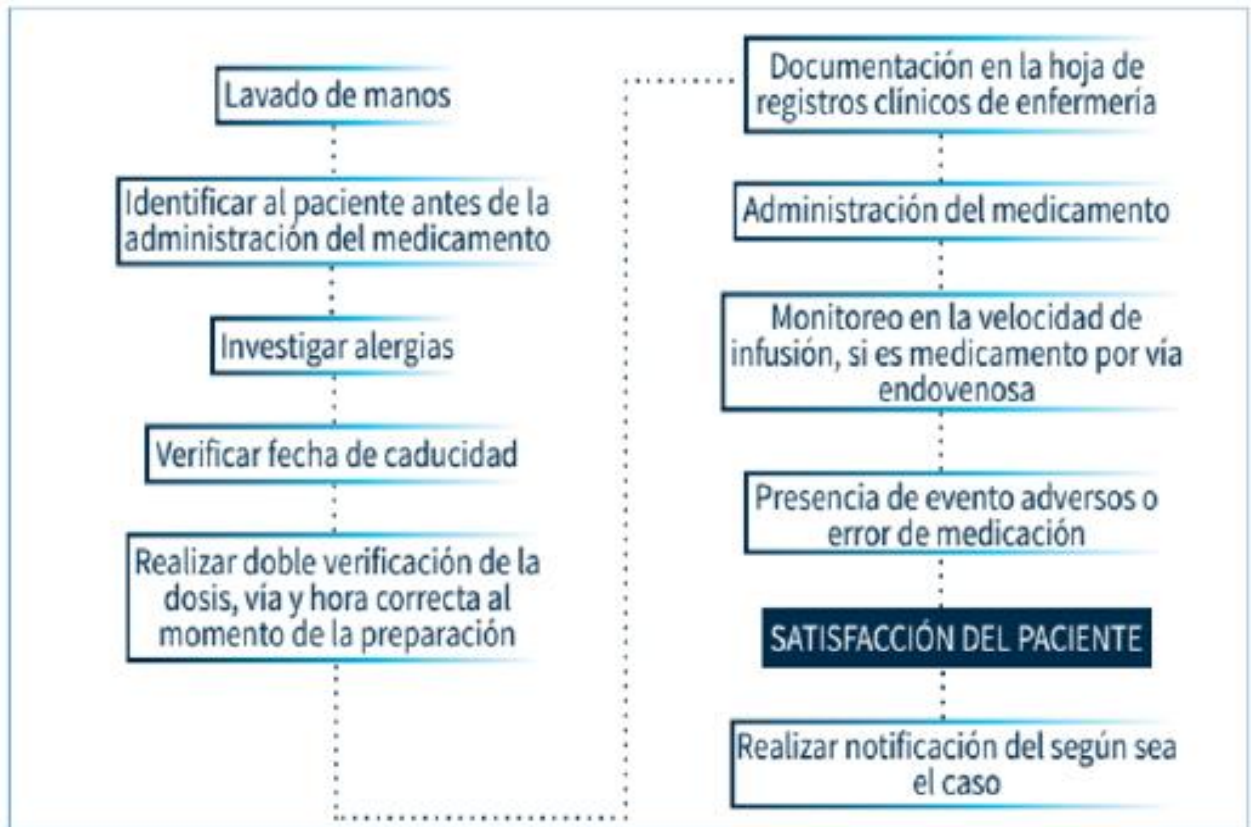 Lavado de manos
Identificar al paciente antes de la
administración del medicamento
Investigar alergias
Verificar fecha de caducidad
Realizar doble verificación de la
dosis, vía y hora correcta al
momento de la preparación
Documentación en la hoja de
registros clínicos de enfermería
Administración del medicamento
Monitoreo en la velocidad de
infusión, si es medicamento por vía
endovenosa
Presencia de evento adversos o
error de medicación
SATISFACCIÓN DEL PACIENTE
Realizar notificación del según sea
el caso